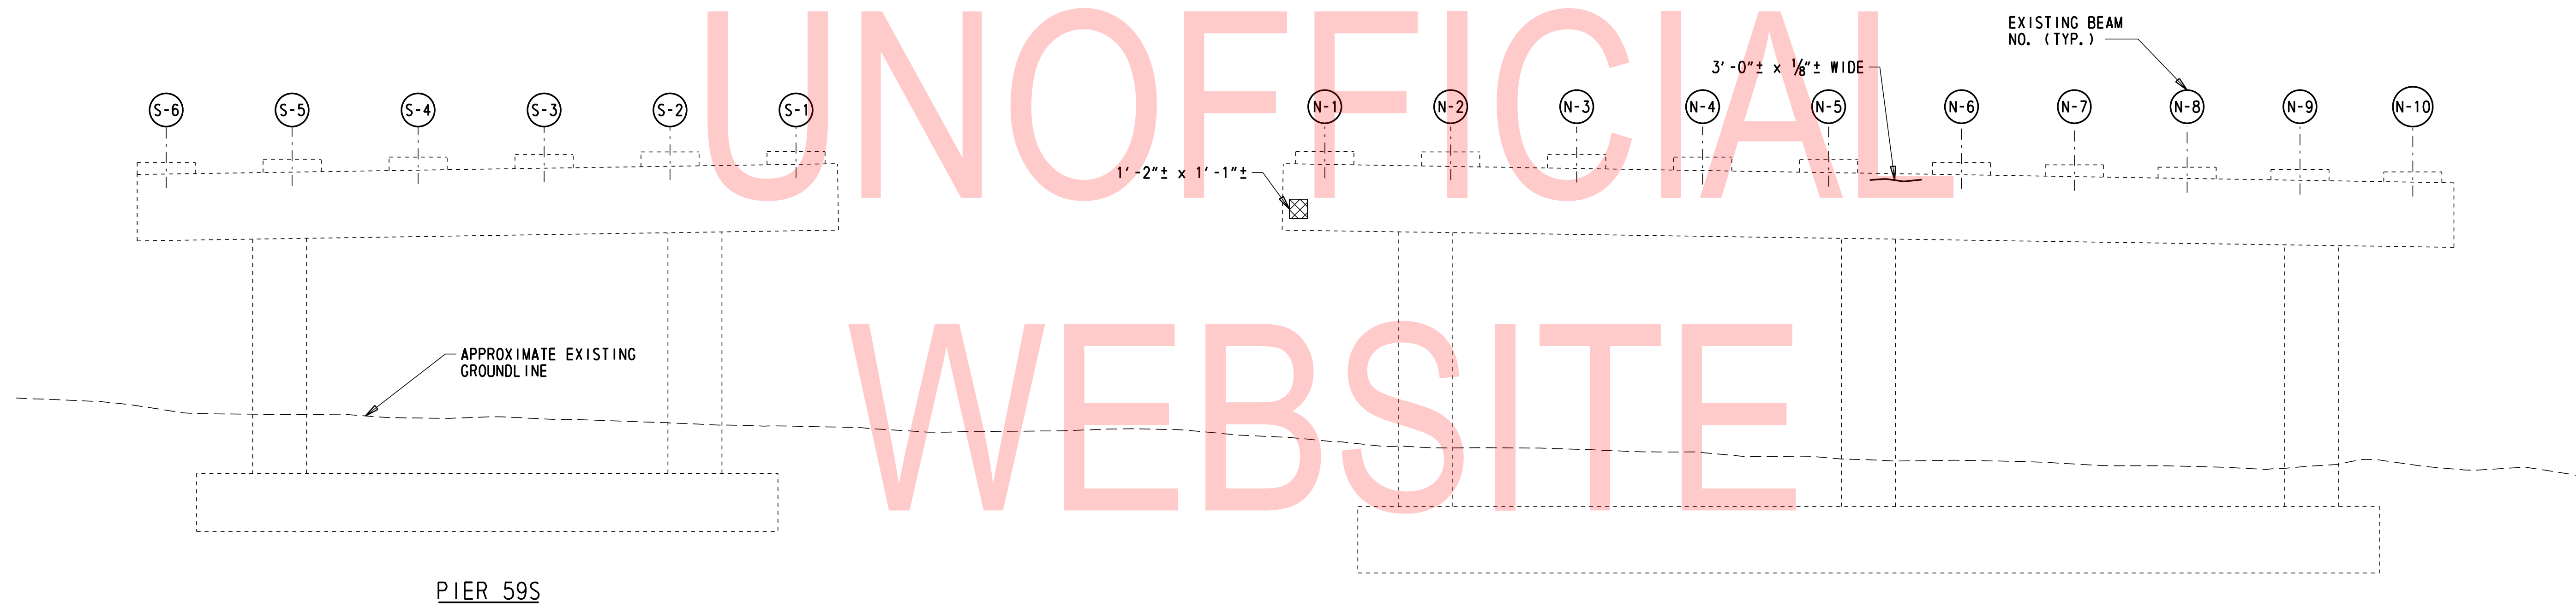 UNOFFICIAL
WEBSITE
EXISTING BEAM
NO. (TYP.)
3'-0"± x ⅛"± WIDE
S-6
S-5
S-4
S-3
S-2
S-1
N-1
N-2
N-3
N-4
N-5
N-6
N-7
N-8
N-9
N-10
1'-2"± x 1'-1"±
APPROXIMATE EXISTING
GROUNDLINE
PIER 59S